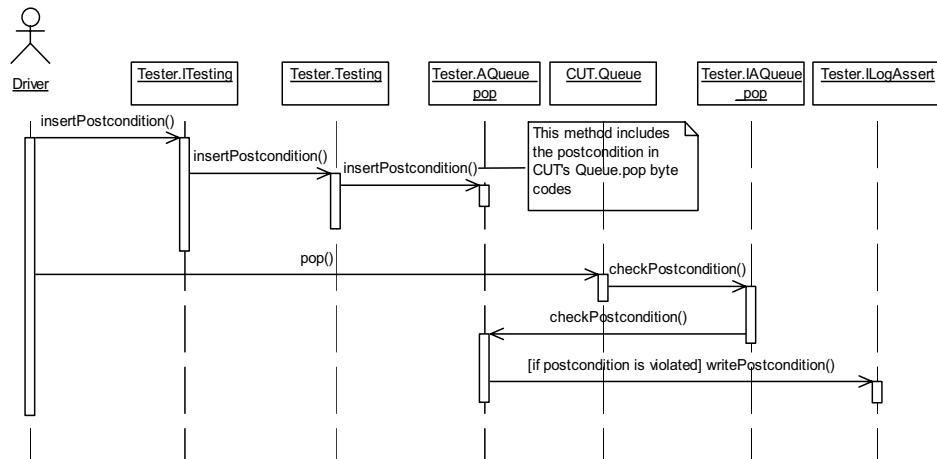 Driver
Tester.ITesting
Tester.Testing
Tester.AQueue_
pop
CUT.Queue
Tester.IAQueue
_pop
Tester.ILogAssert
insertPostcondition()
insertPostcondition()
insertPostcondition()
This method includes
the postcondition in
CUT's Queue.pop byte
codes
pop()
checkPostcondition()
checkPostcondition()
[if postcondition is violated] writePostcondition()